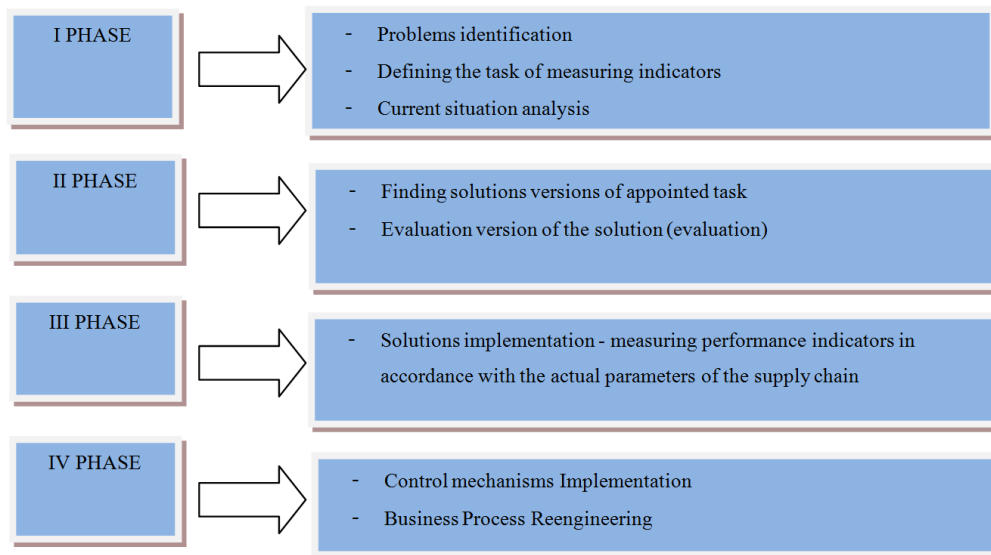 I PHASE
- Problems identification
- Defining the task of measuring indicators
- Current situation analysis
II PHASE
- Finding solutions versions of appointed task
- Evaluation version of the solution (evaluation)
III PHASE
- Solutions implementation - measuring performance indicators in
accordance with the actual parameters of the supply chain
IV PHASE
- Control mechanisms Implementation
- Business Process Reengineering